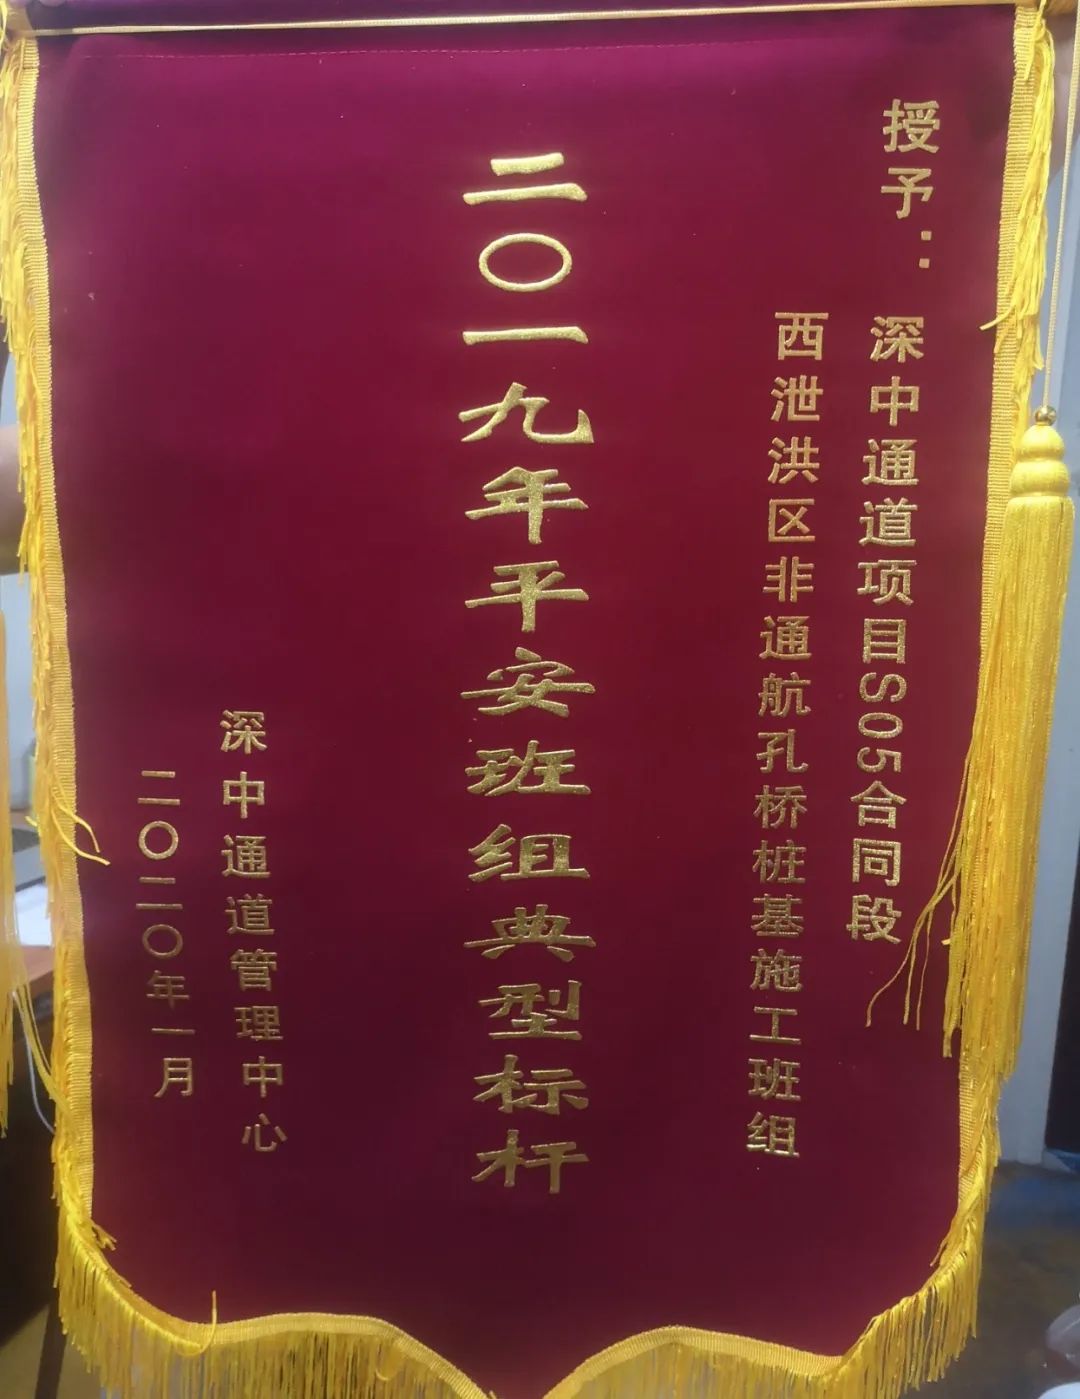 授予：
深中通道项目S05合同段
西泄洪区非通航孔桥桩基施工班组
二〇一九年平安班组典型标杆
深中通道管理中心
二〇二〇年一月